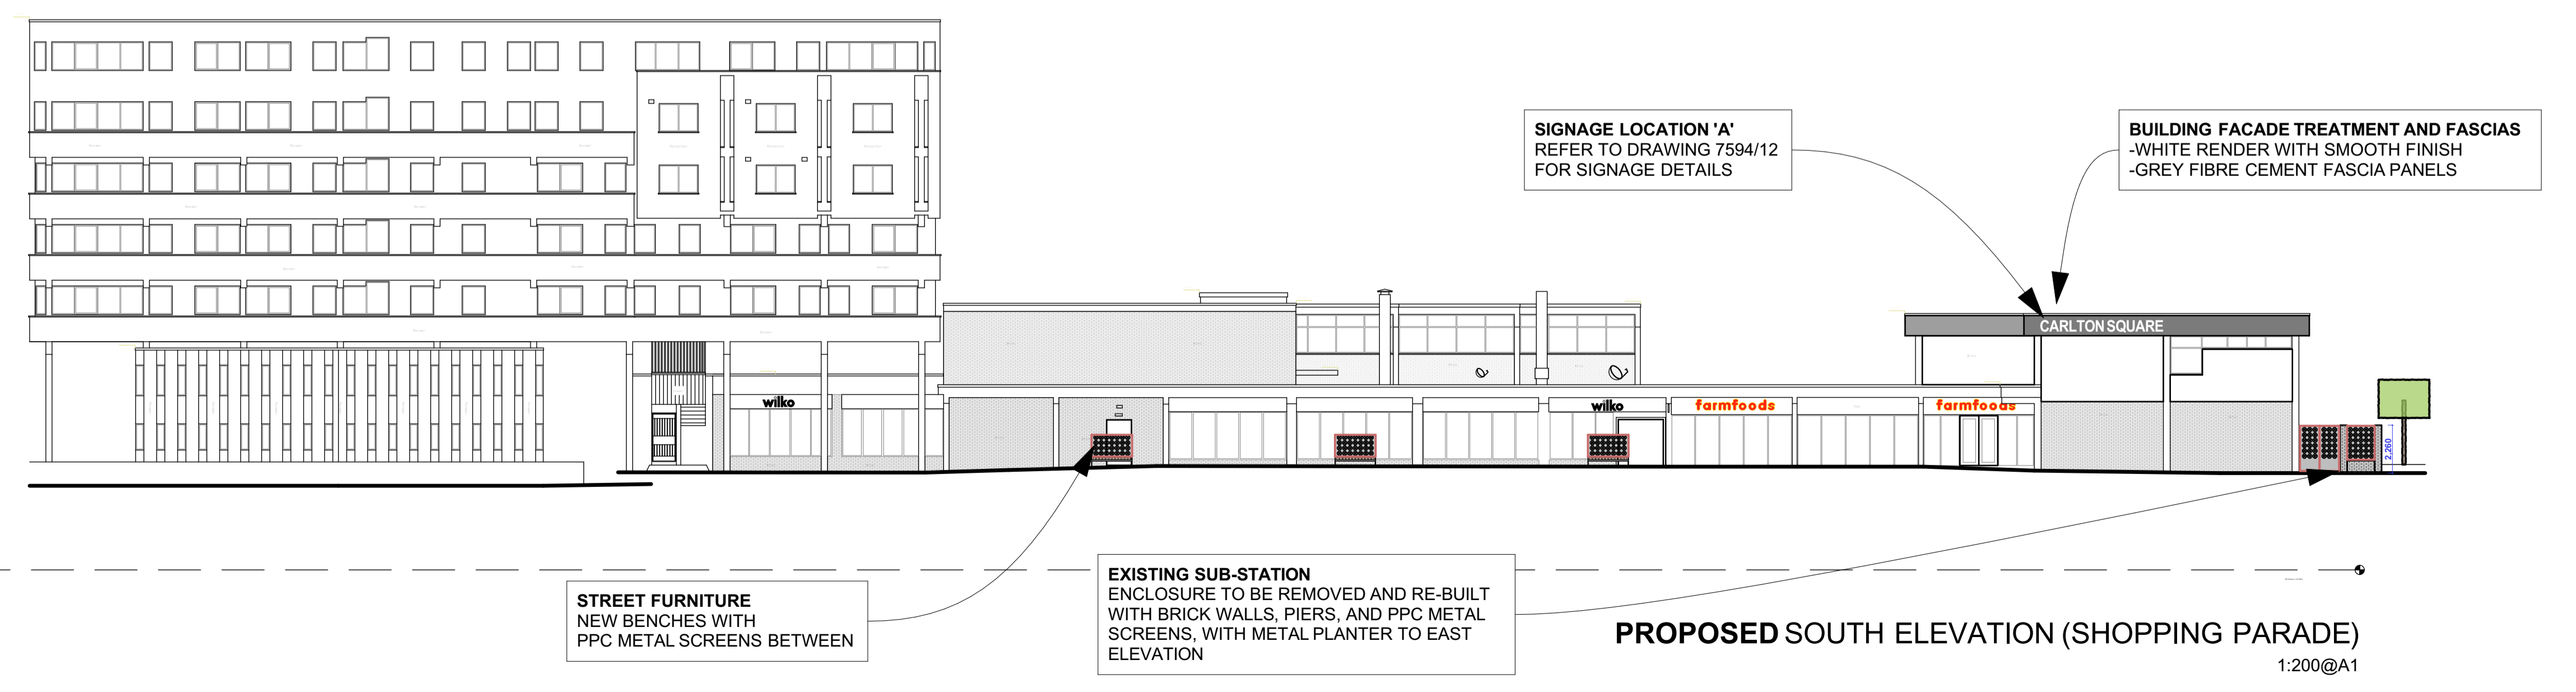 SIGNAGE LOCATION 'A'
REFER TO DRAWING 7594/12
FOR SIGNAGE DETAILS
BUILDING FACADE TREATMENT AND FASCIAS
-WHITE RENDER WITH SMOOTH FINISH
-GREY FIBRE CEMENT FASCIA PANELS
CARLTON SQUARE
wilko
wilko
farmfoods
farmfoods
2,260
STREET FURNITURE
NEW BENCHES WITH
PPC METAL SCREENS BETWEEN
EXISTING SUB-STATION
ENCLOSURE TO BE REMOVED AND RE-BUILT
WITH BRICK WALLS, PIERS, AND PPC METAL
SCREENS, WITH METAL PLANTER TO EAST
ELEVATION
PROPOSED SOUTH ELEVATION (SHOPPING PARADE)
1:200@A1